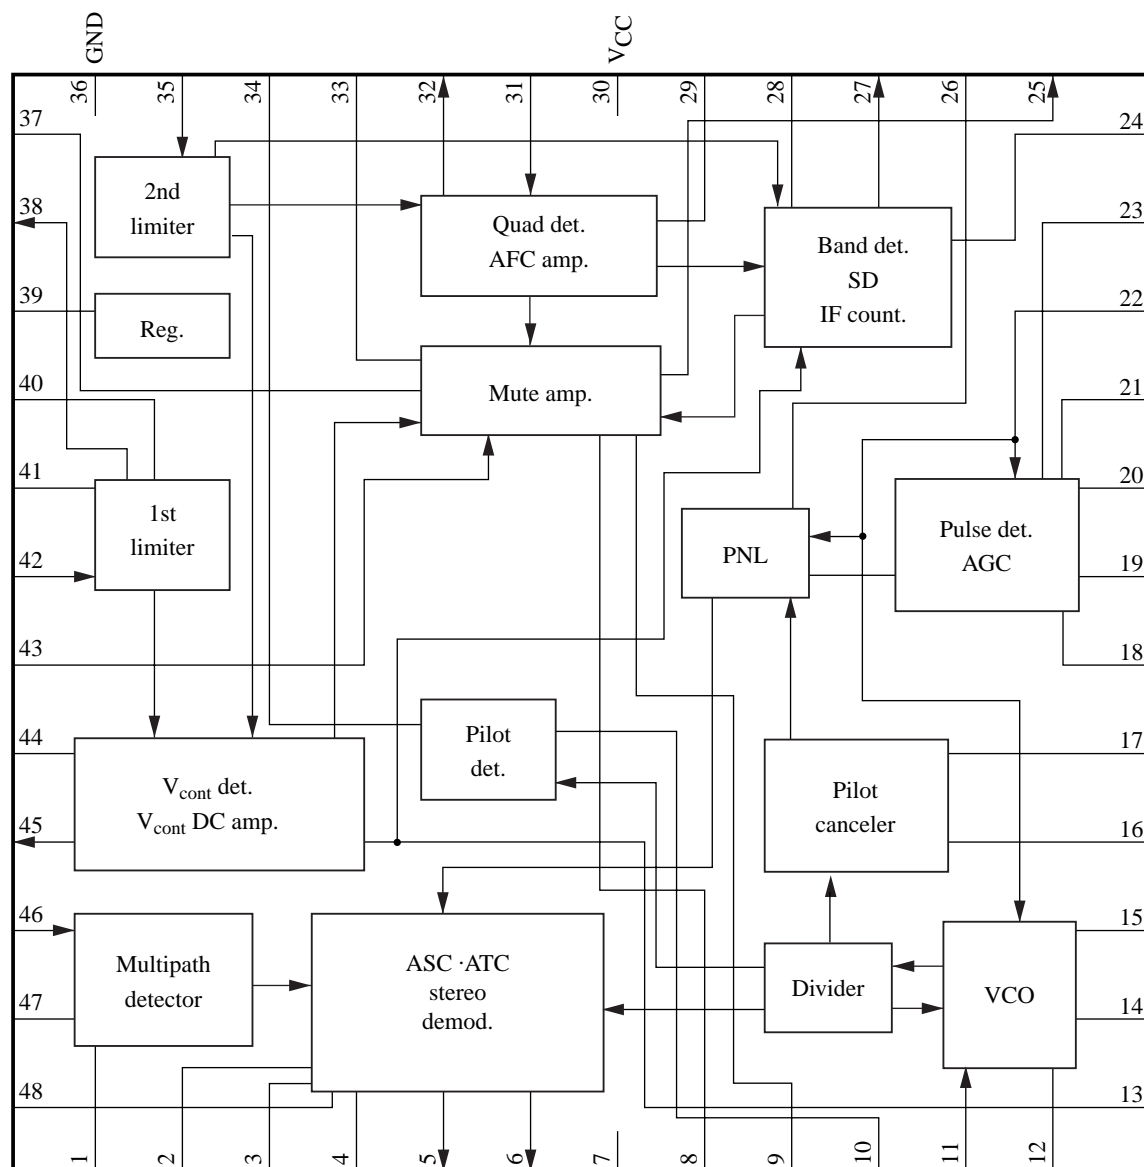 GND
V_CC
36
35
34
33
32
31
30
29
28
27
26
25
37
24
2nd
limiter
38
23
Quad det.
AFC amp.
Band det.
SD
IF count.
39
22
Reg.
40
21
Mute amp.
41
20
1st
limiter
Pulse det.
AGC
PNL
42
19
43
18
Pilot
det.
44
17
V_cont det.
V_cont DC amp.
Pilot
canceler
45
16
46
15
Multipath
detector
ASC · ATC
stereo
demod.
Divider
VCO
47
14
48
13
1
2
3
4
5
6
7
8
9
10
11
12